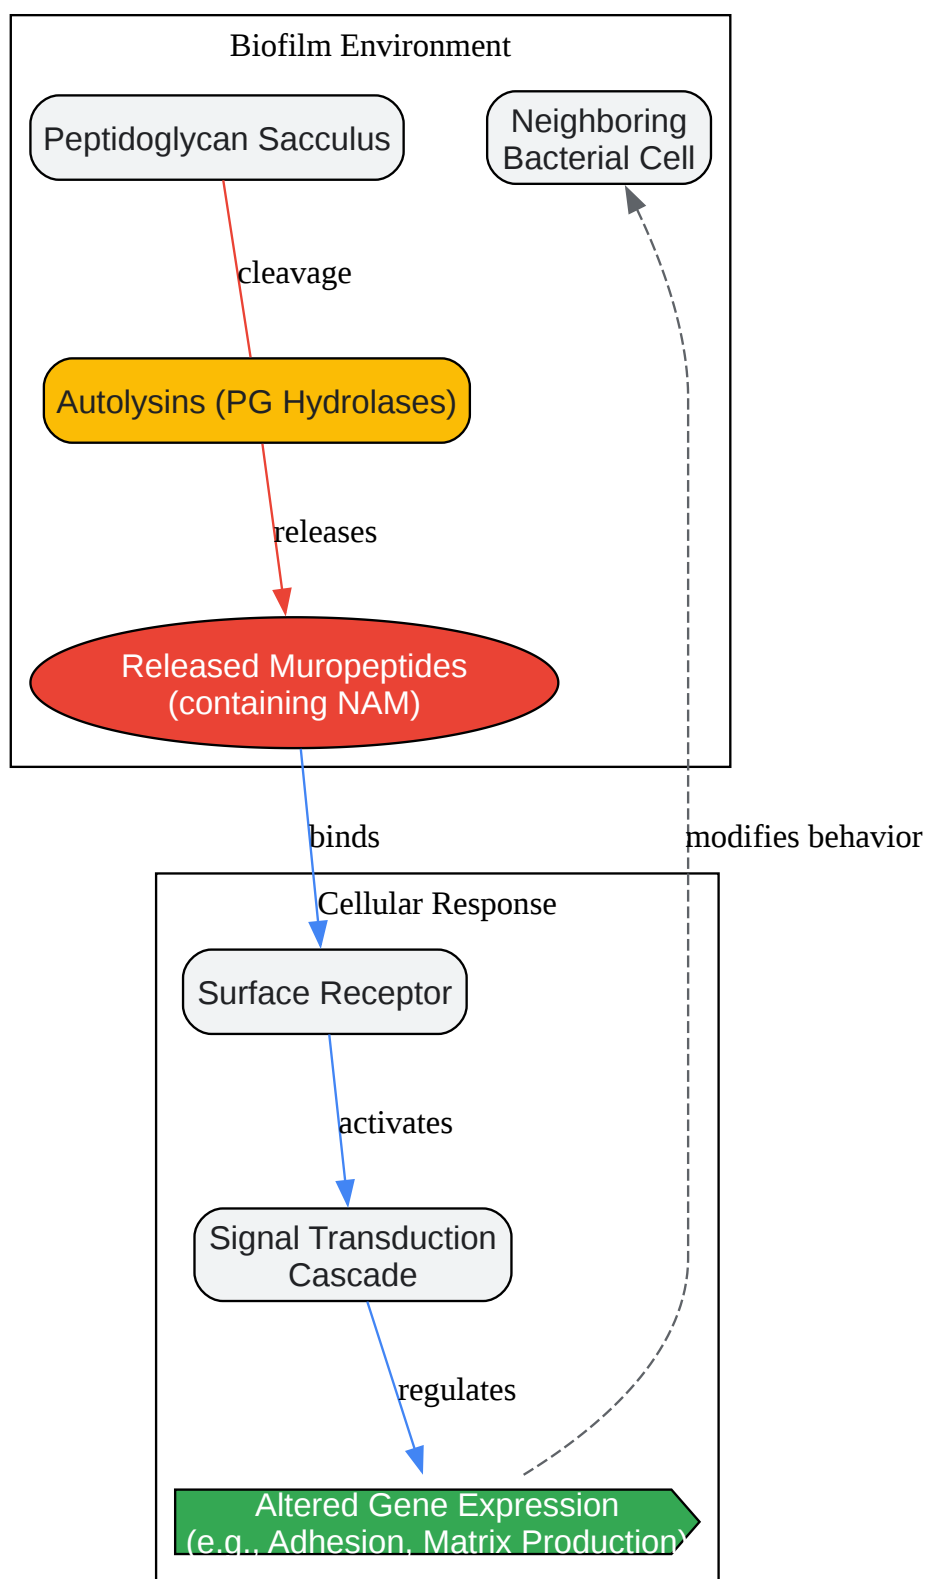 Biofilm Environment
Peptidoglycan Sacculus
Neighboring
Bacterial Cell
cleavage
Autolysins (PG Hydrolases)
releases
Released Muropeptides
(containing NAM)
binds
modifies behavior
Cellular Response
Surface Receptor
activates
Signal Transduction
Cascade
regulates
Altered Gene Expression
(e.g., Adhesion, Matrix Production)